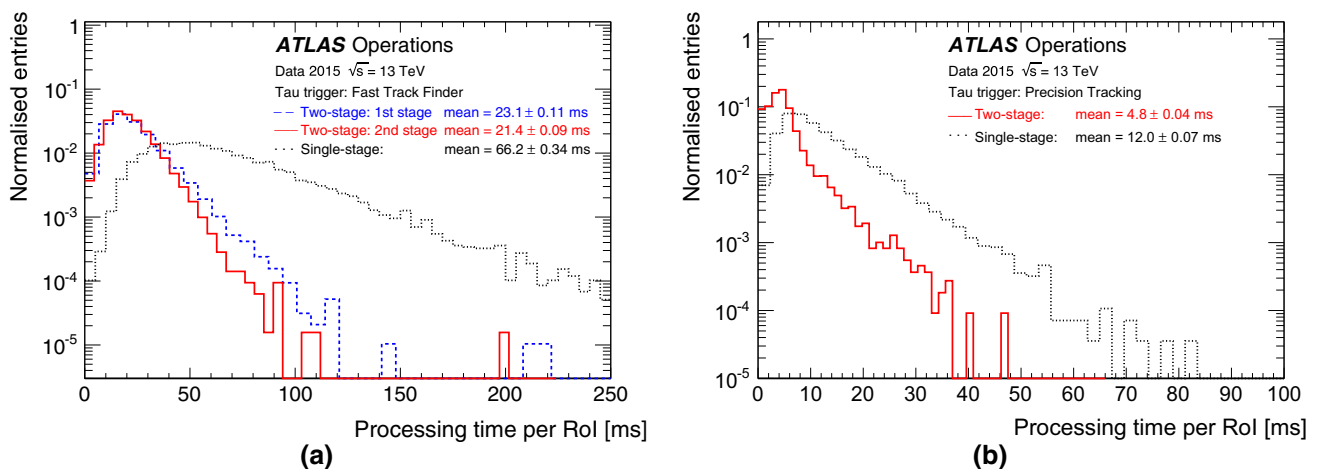 ATLAS Operations
Data 2015 √s = 13 TeV
Tau trigger: Fast Track Finder
Two-stage: 1st stage mean = 23.1 ± 0.11 ms
Two-stage: 2nd stage mean = 21.4 ± 0.09 ms
Single-stage: mean = 66.2 ± 0.34 ms
Normalised entries
1
10^-1
10^-2
10^-3
10^-4
10^-5
0 50 100 150 200 250
Processing time per RoI [ms]
(a)
ATLAS Operations
Data 2015 √s = 13 TeV
Tau trigger: Precision Tracking
Two-stage: mean = 4.8 ± 0.04 ms
Single-stage: mean = 12.0 ± 0.07 ms
Normalised entries
1
10^-1
10^-2
10^-3
10^-4
10^-5
0 10 20 30 40 50 60 70 80 90 100
Processing time per RoI [ms]
(b)